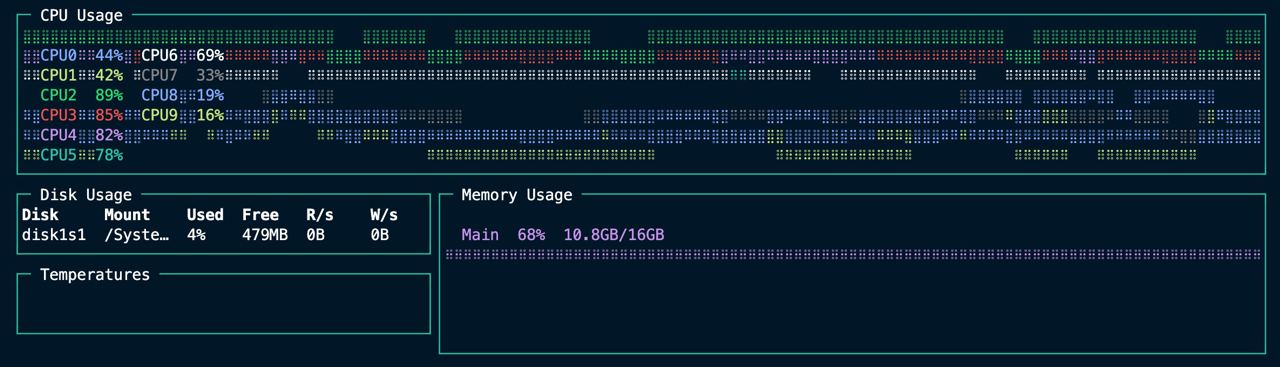 CPU Usage
CPU0 44% CPU6 69%
CPU1 42% CPU7 33%
CPU2 89% CPU8 19%
CPU3 85% CPU9 16%
CPU4 82%
CPU5 78%
Disk Usage
Disk Mount Used Free R/s W/s
disk1s1 /Syste… 4% 479MB 0B 0B
Temperatures
Memory Usage
Main 68% 10.8GB/16GB